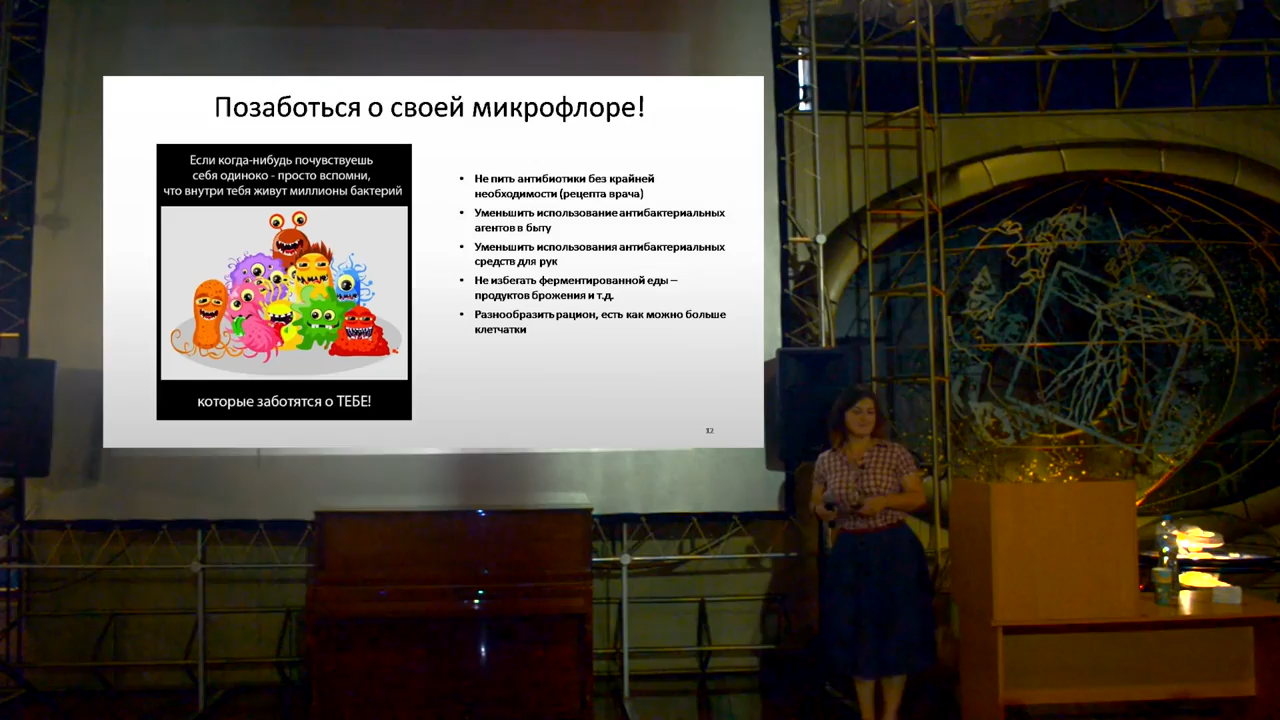 Позаботься о своей микрофлоре!
Если когда-нибудь почувствуешь
себя одиноко - просто вспомни,
что внутри тебя живут миллионы бактерий
которые заботятся о ТЕБЕ!
• Не пить антибиотики без крайней
необходимости (рецепта врача)
• Уменьшить использование антибактериальных
агентов в быту
• Уменьшить использования антибактериальных
средств для рук
• Не избегать ферментированной еды –
продуктов брожения и т.д.
• Разнообразить рацион, есть как можно больше
клетчатки
12